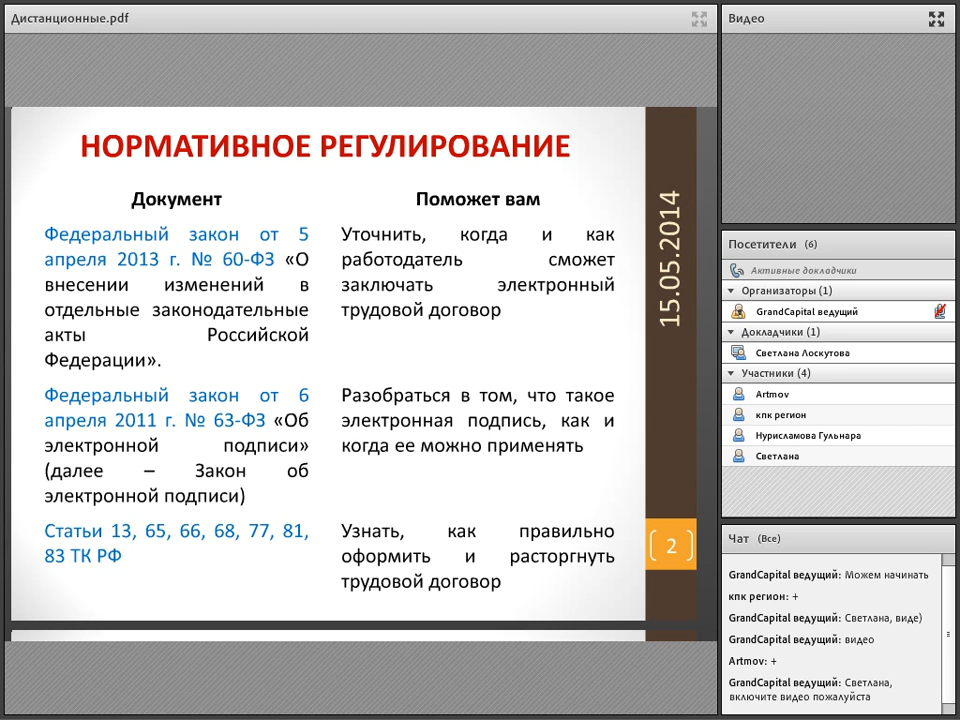 Дистанционные.pdf
НОРМАТИВНОЕ РЕГУЛИРОВАНИЕ
Документ
Федеральный закон от 5
апреля 2013 г. № 60-ФЗ «О
внесении изменений в
отдельные законодательные
акты Российской
Федерации».
Федеральный закон от 6
апреля 2011 г. № 63-ФЗ «Об
электронной подписи»
(далее – Закон об
электронной подписи)
Статьи 13, 65, 66, 68, 77, 81,
83 ТК РФ
Поможет вам
Уточнить, когда и как
работодатель сможет
заключать электронный
трудовой договор
Разобраться в том, что такое
электронная подпись, как и
когда ее можно применять
Узнать, как правильно
оформить и расторгнуть
трудовой договор
15.05.2014
2
Видео
Посетители (6)
Активные докладчики
Организаторы (1)
GrandCapital ведущий
Докладчики (1)
Светлана Лоскутова
Участники (4)
Artmov
кпк регион
Нурисламова Гульнара
Светлана
Чат (Все)
GrandCapital ведущий: Можем начинать
кпк регион: +
GrandCapital ведущий: Светлана, виде)
GrandCapital ведущий: видео
Artmov: +
GrandCapital ведущий: Светлана,
включите видео пожалуйста